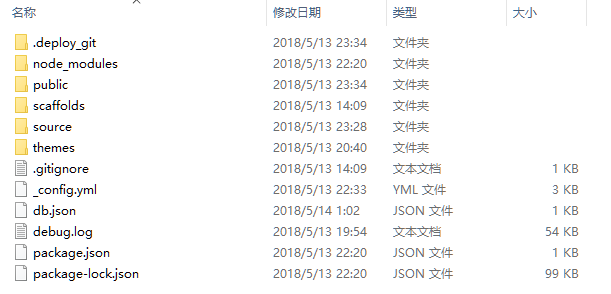 名称 修改日期 类型 大小
.deploy_git 2018/5/13 23:34 文件夹
node_modules 2018/5/13 22:20 文件夹
public 2018/5/13 23:34 文件夹
scaffolds 2018/5/13 14:09 文件夹
source 2018/5/13 23:28 文件夹
themes 2018/5/13 20:40 文件夹
.gitignore 2018/5/13 14:09 文本文档 1 KB
_config.yml 2018/5/13 22:33 YML 文件 3 KB
db.json 2018/5/14 1:02 JSON 文件 1 KB
debug.log 2018/5/13 19:54 文本文档 54 KB
package.json 2018/5/13 22:20 JSON 文件 1 KB
package-lock.json 2018/5/13 22:20 JSON 文件 99 KB